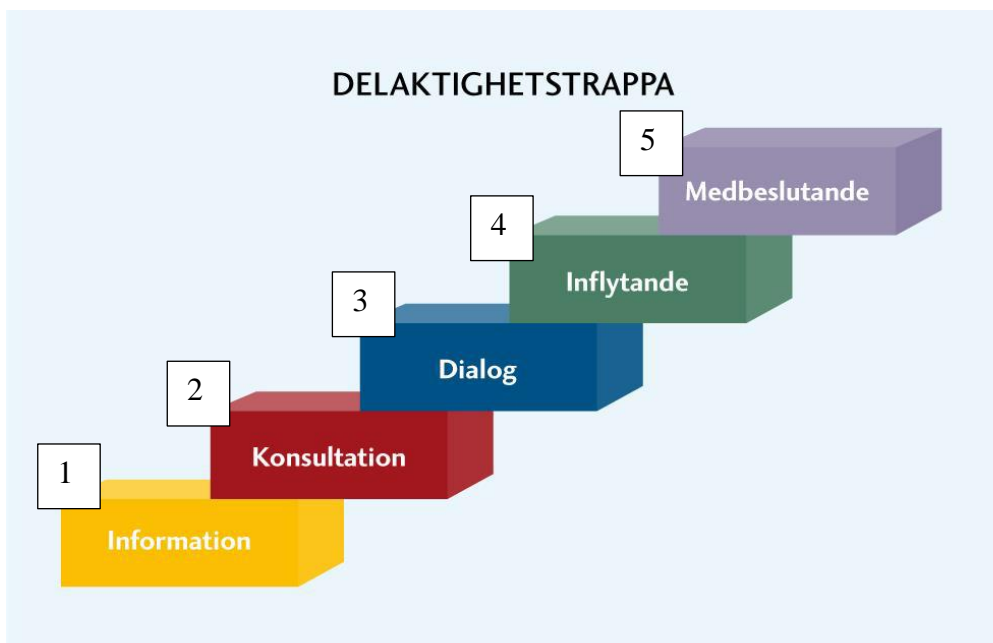 DELAKTIGHETSTRAPPA
5
Medbeslutande
4
Inflytande
3
Dialog
2
Konsultation
1
Information